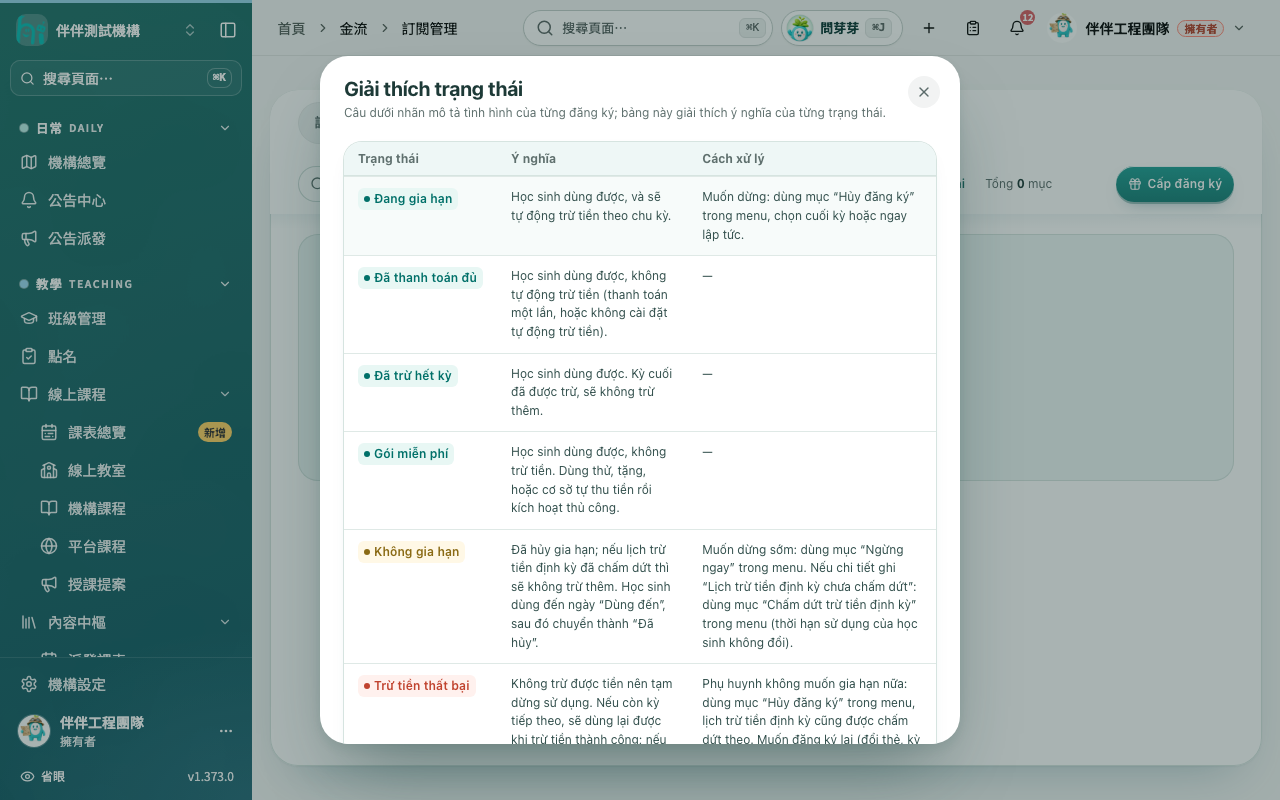 伴伴測試機構
搜尋頁面… ⌘K
日常 DAILY
機構總覽
公告中心
公告派發
教學 TEACHING
班級管理
點名
線上課程
課表總覽 新增
線上教室
機構課程
平台課程
授課提案
內容中樞
機構設定
伴伴工程團隊
擁有者
省眼 v1.373.0
首頁 金流 訂閱管理
搜尋頁面… ⌘K
問芽芽 ⌘J
12
伴伴工程團隊 擁有者
Tổng 0 mục
Cấp đăng ký
Giải thích trạng thái
Câu dưới nhãn mô tả tình hình của từng đăng ký; bảng này giải thích ý nghĩa của từng trạng thái.
Trạng thái Ý nghĩa Cách xử lý
Đang gia hạn
Học sinh dùng được, và sẽ
tự động trừ tiền theo chu kỳ.
Muốn dừng: dùng mục “Hủy đăng ký”
trong menu, chọn cuối kỳ hoặc ngay
lập tức.
Đã thanh toán đủ
Học sinh dùng được, không
tự động trừ tiền (thanh toán
một lần, hoặc không cài đặt
tự động trừ tiền).
—
Đã trừ hết kỳ
Học sinh dùng được. Kỳ cuối
đã được trừ, sẽ không trừ
thêm.
—
Gói miễn phí
Học sinh dùng được, không
trừ tiền. Dùng thử, tặng,
hoặc cơ sở tự thu tiền rồi
kích hoạt thủ công.
—
Không gia hạn
Đã hủy gia hạn; nếu lịch trừ
tiền định kỳ đã chấm dứt thì
sẽ không trừ thêm. Học sinh
dùng đến ngày “Dùng đến”,
sau đó chuyển thành “Đã
hủy”.
Muốn dừng sớm: dùng mục “Ngừng
ngay” trong menu. Nếu chi tiết ghi
“Lịch trừ tiền định kỳ chưa chấm dứt”:
dùng mục “Chấm dứt trừ tiền định kỳ”
trong menu (thời hạn sử dụng của học
sinh không đổi).
Trừ tiền thất bại
Không trừ được tiền nên tạm
dừng sử dụng. Nếu còn kỳ
tiếp theo, sẽ dùng lại được
khi trừ tiền thành công; nếu
Phụ huynh không muốn gia hạn nữa:
dùng mục “Hủy đăng ký” trong menu,
lịch trừ tiền định kỳ cũng được chấm
dứt theo. Muốn đăng ký lại (đổi thẻ, kỳ